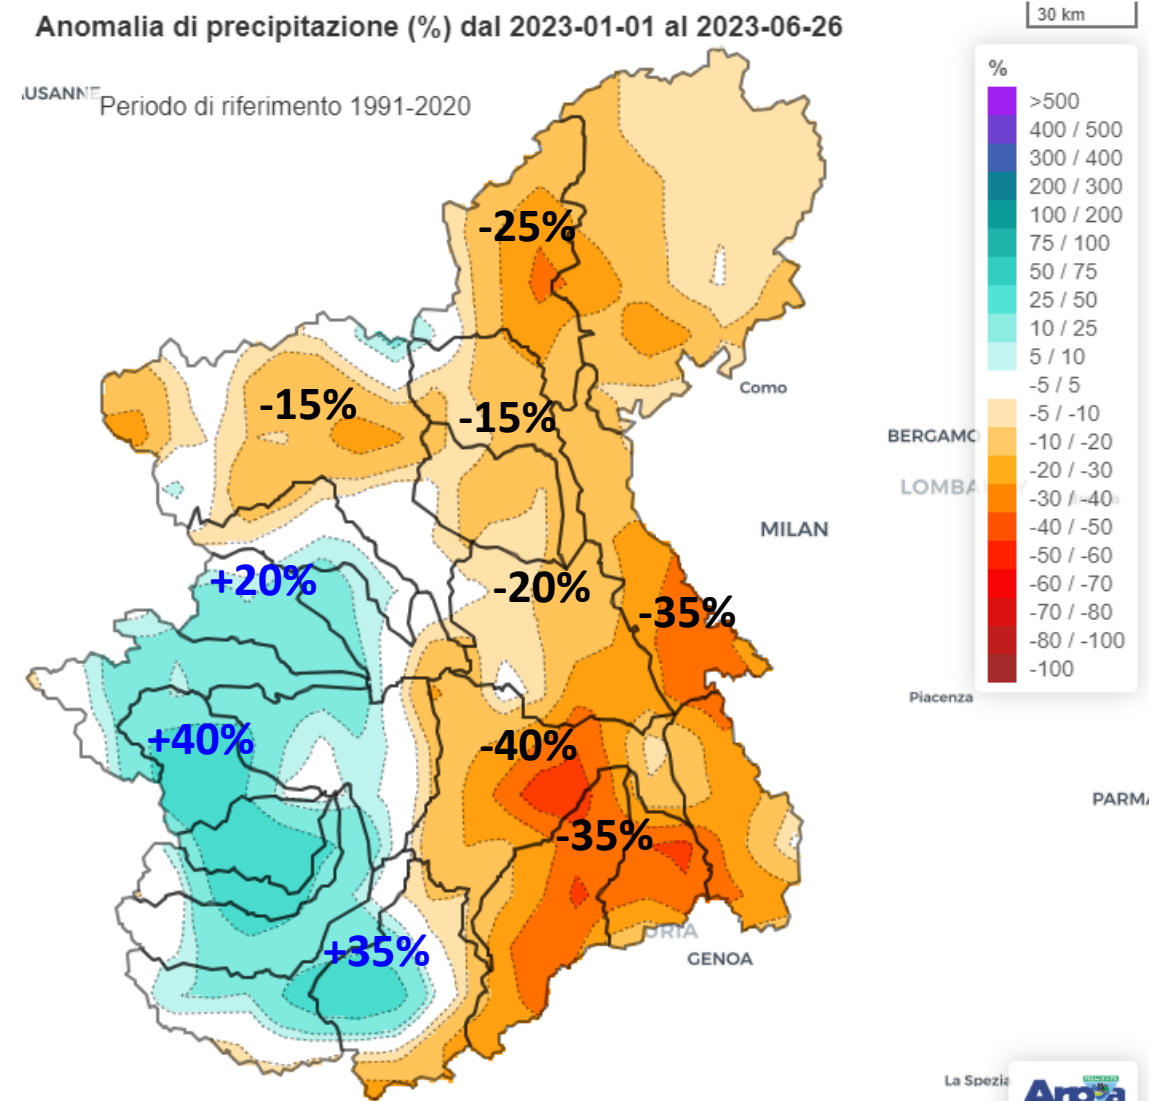 Anomalia di precipitazione (%) dal 2023-01-01 al 2023-06-26
30 km
Periodo di riferimento 1991-2020
%
>500
400 / 500
300 / 400
200 / 300
100 / 200
75 / 100
50 / 75
25 / 50
10 / 25
5 / 10
-5 / 5
-5 / -10
-10 / -20
-20 / -30
-30 / -40
-40 / -50
-50 / -60
-60 / -70
-70 / -80
-80 / -100
-100
-25%
Como
-15%
-15%
BERGAMO
MILAN
+20%
-20%
-35%
Piacenza
+40%
-40%
PARMA
-35%
+35%
GENOA
La Spezia